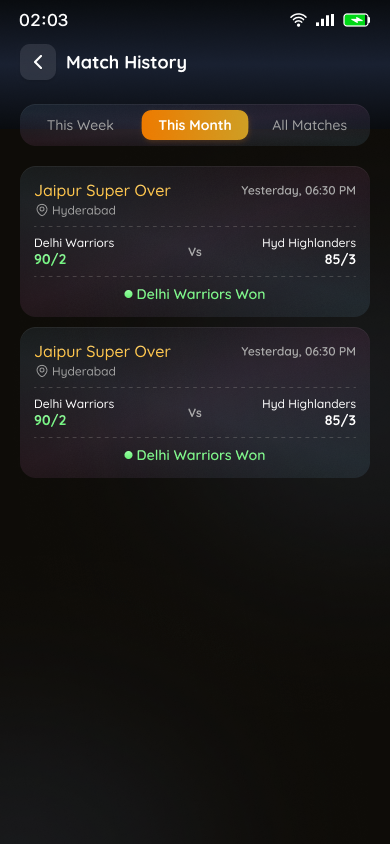 02:03
Match History
This Week This Month All Matches
Jaipur Super Over Yesterday, 06:30 PM
Hyderabad
Delhi Warriors Vs Hyd Highlanders
90/2 85/3
Delhi Warriors Won
Jaipur Super Over Yesterday, 06:30 PM
Hyderabad
Delhi Warriors Vs Hyd Highlanders
90/2 85/3
Delhi Warriors Won